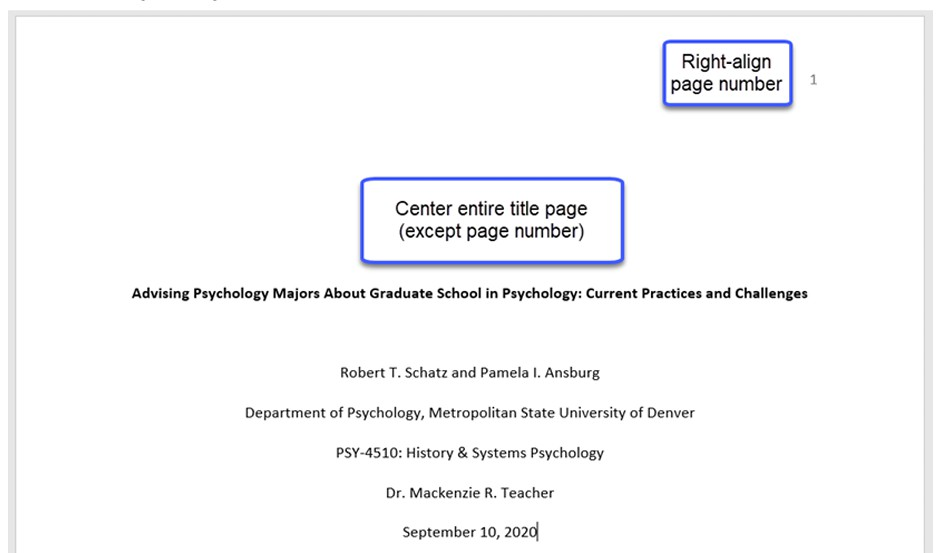 Right-align
page number
1
Center entire title page
(except page number)
Advising Psychology Majors About Graduate School in Psychology: Current Practices and Challenges
Robert T. Schatz and Pamela I. Ansburg
Department of Psychology, Metropolitan State University of Denver
PSY-4510: History & Systems Psychology
Dr. Mackenzie R. Teacher
September 10, 2020